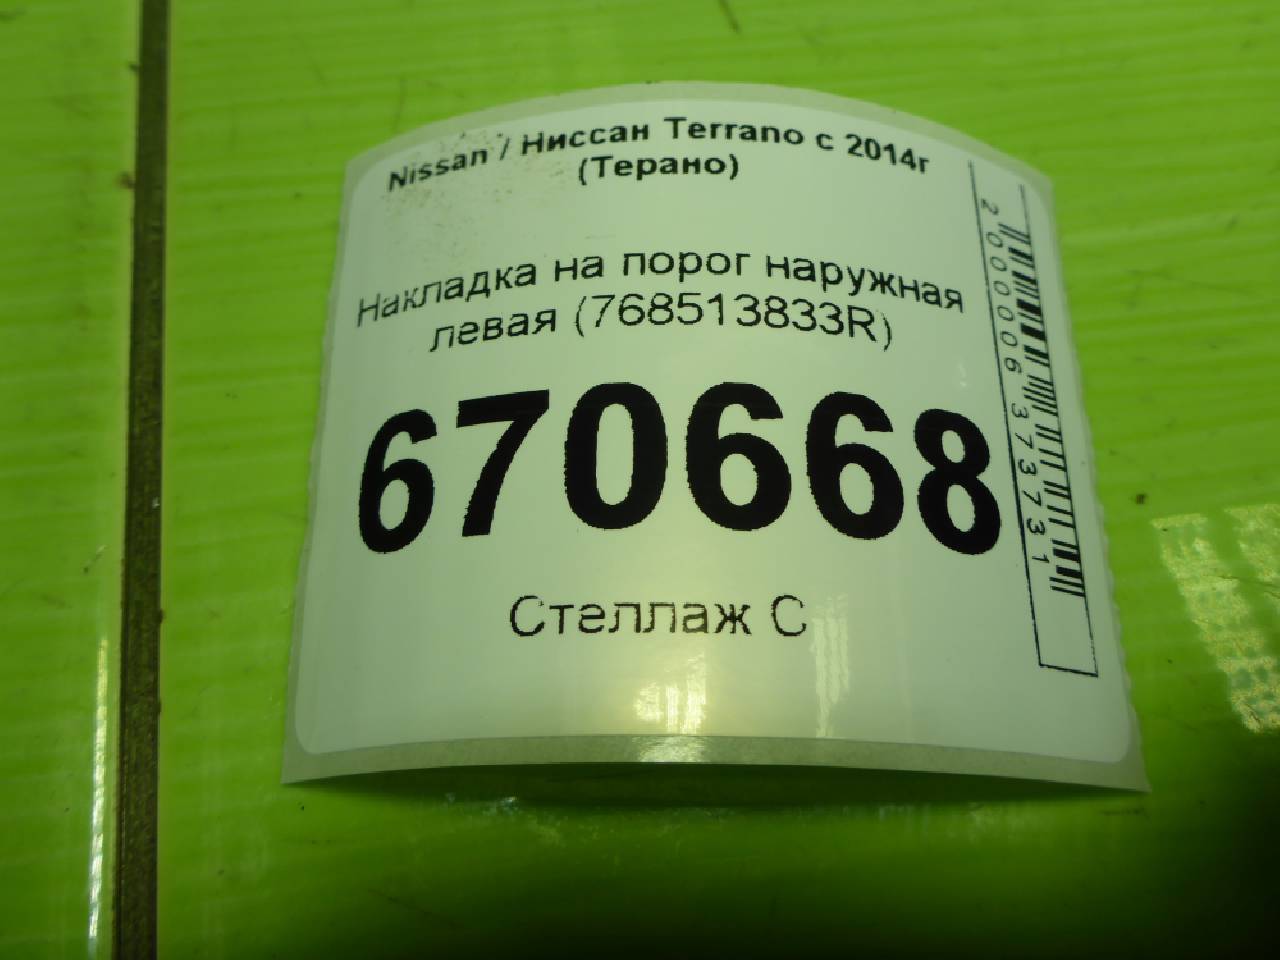 Nissan / Ниссан Terrano с 2014г
(Терано)
Накладка на порог наружная
левая (768513833R)
670668
Стеллаж С
2000006373731